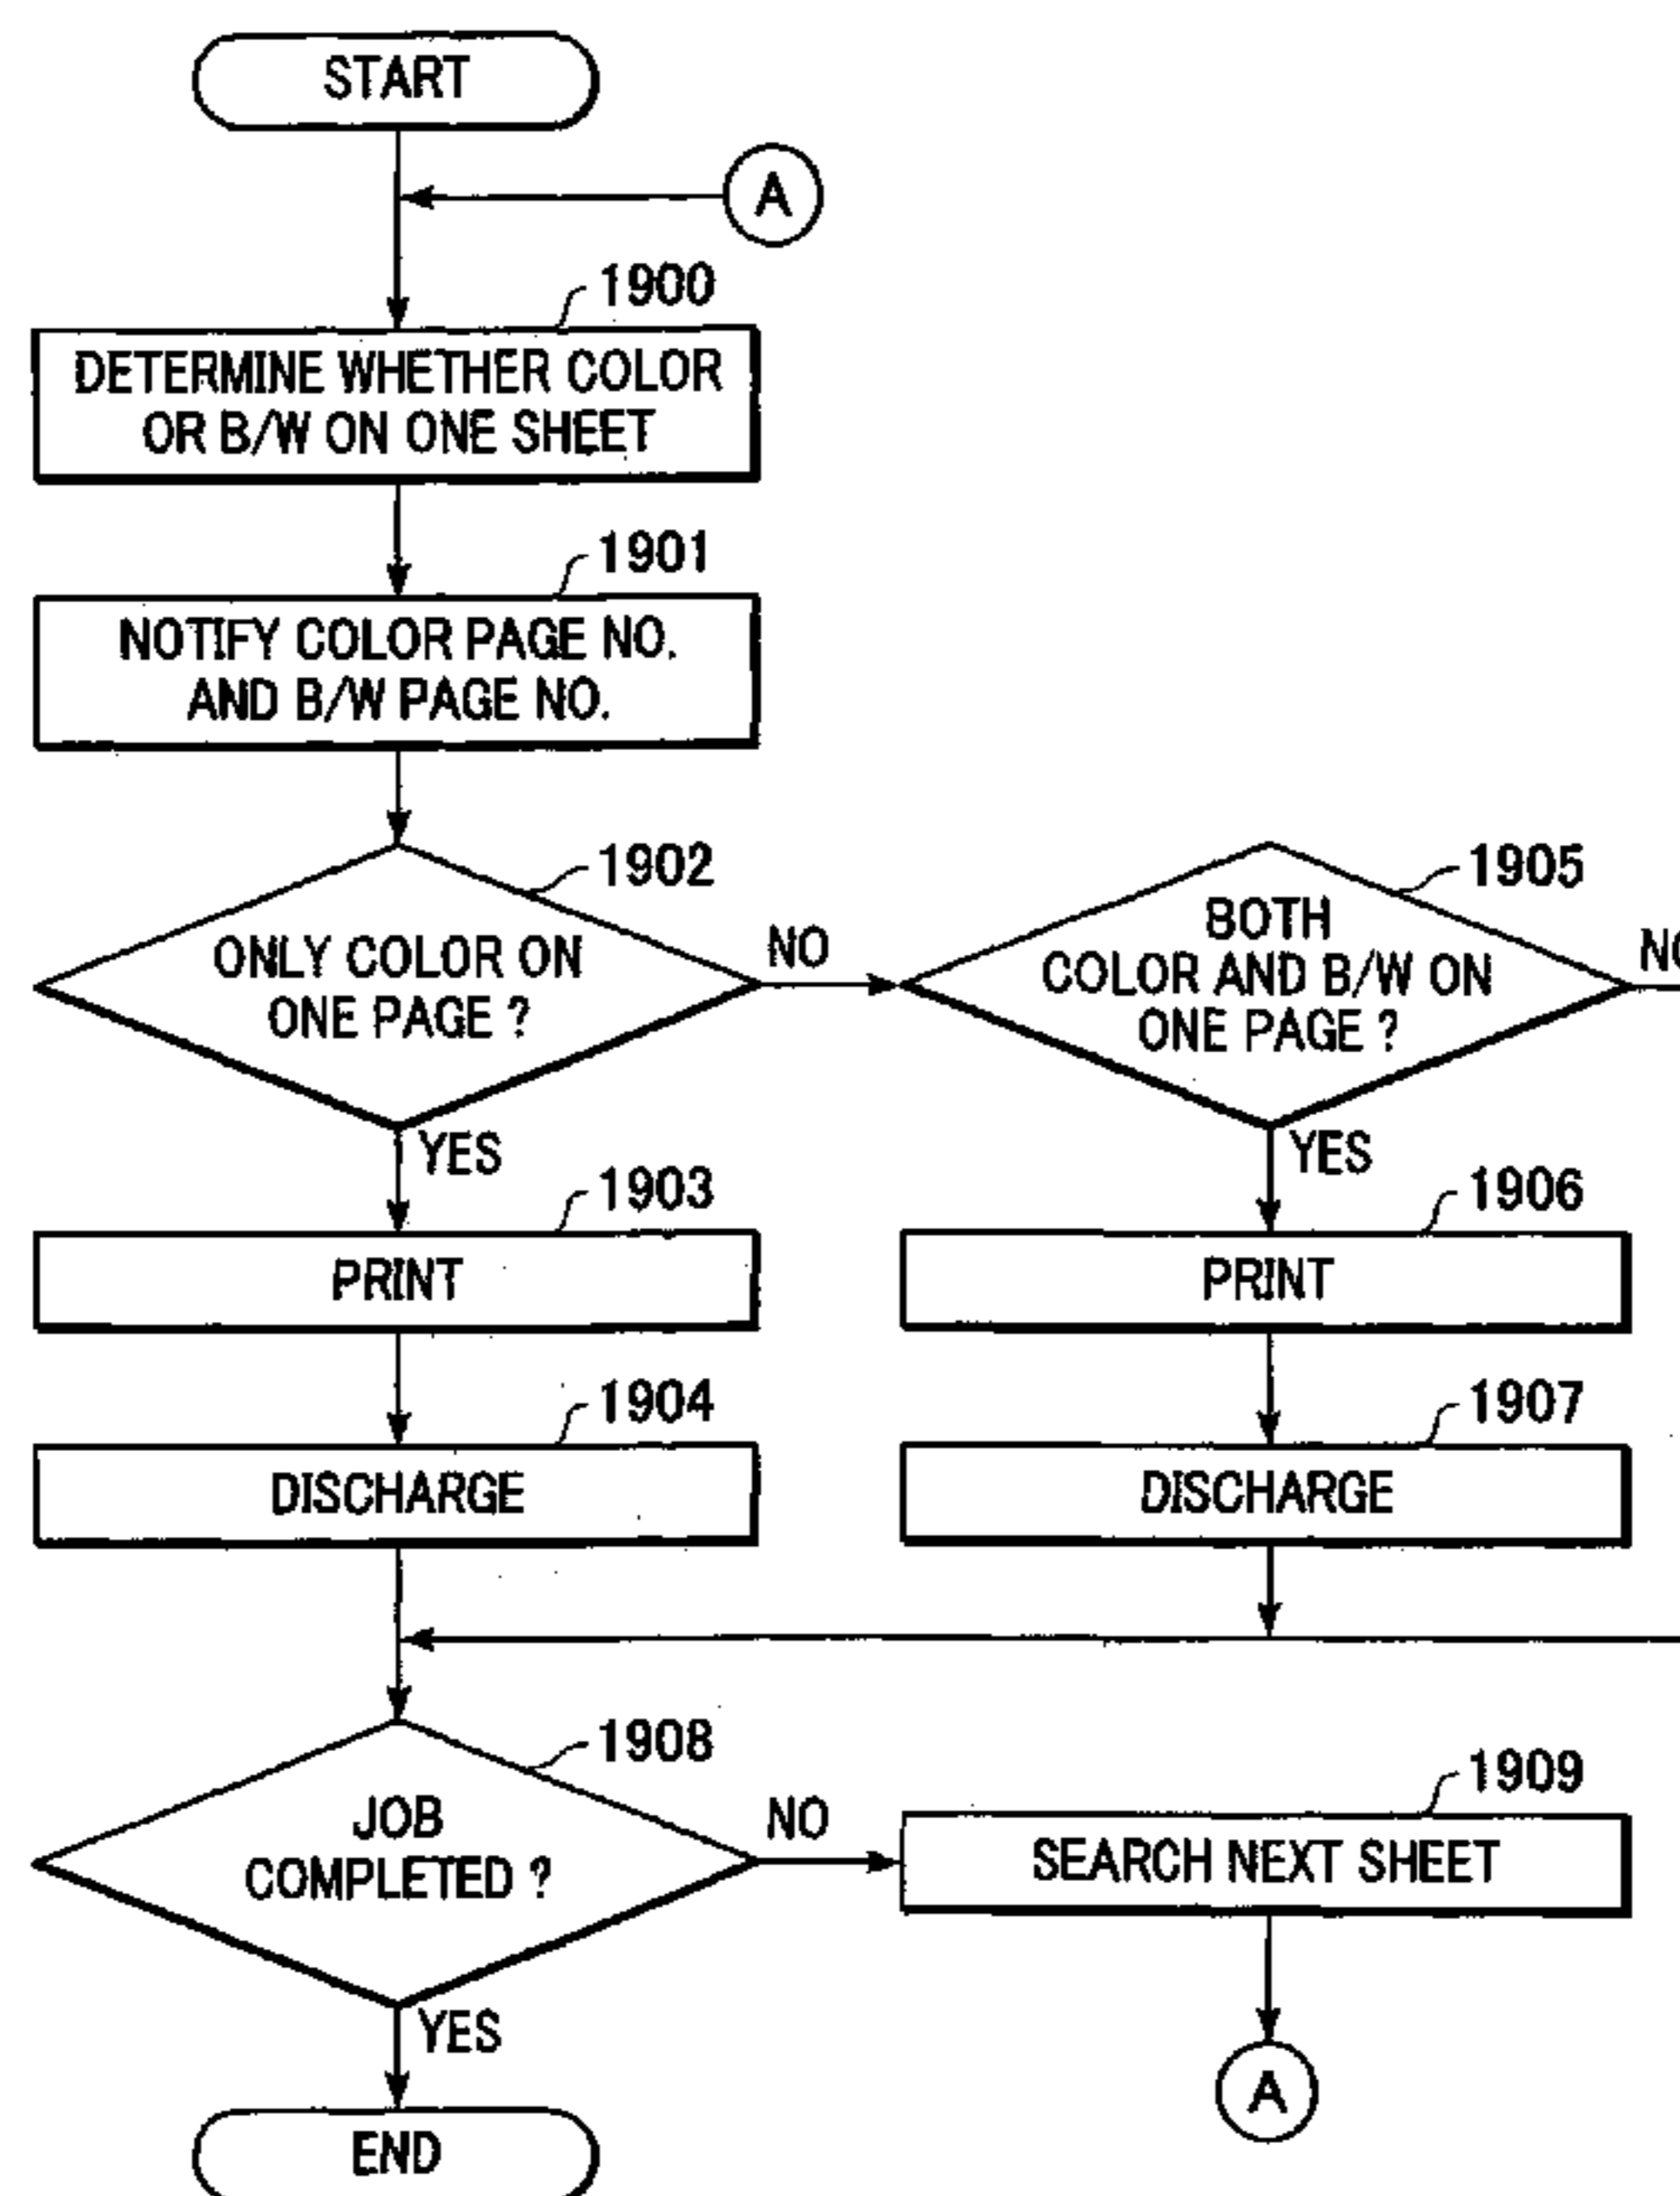 START
A
1900
DETERMINE WHETHER COLOR
OR B/W ON ONE SHEET
1901
NOTIFY COLOR PAGE NO.
AND B/W PAGE NO.
1902
ONLY COLOR ON
ONE PAGE ?
NO
YES
1905
BOTH
COLOR AND B/W ON
ONE PAGE ?
NO
YES
1903
PRINT
1906
PRINT
1904
DISCHARGE
1907
DISCHARGE
1908
JOB
COMPLETED ?
NO
YES
1909
SEARCH NEXT SHEET
A
END